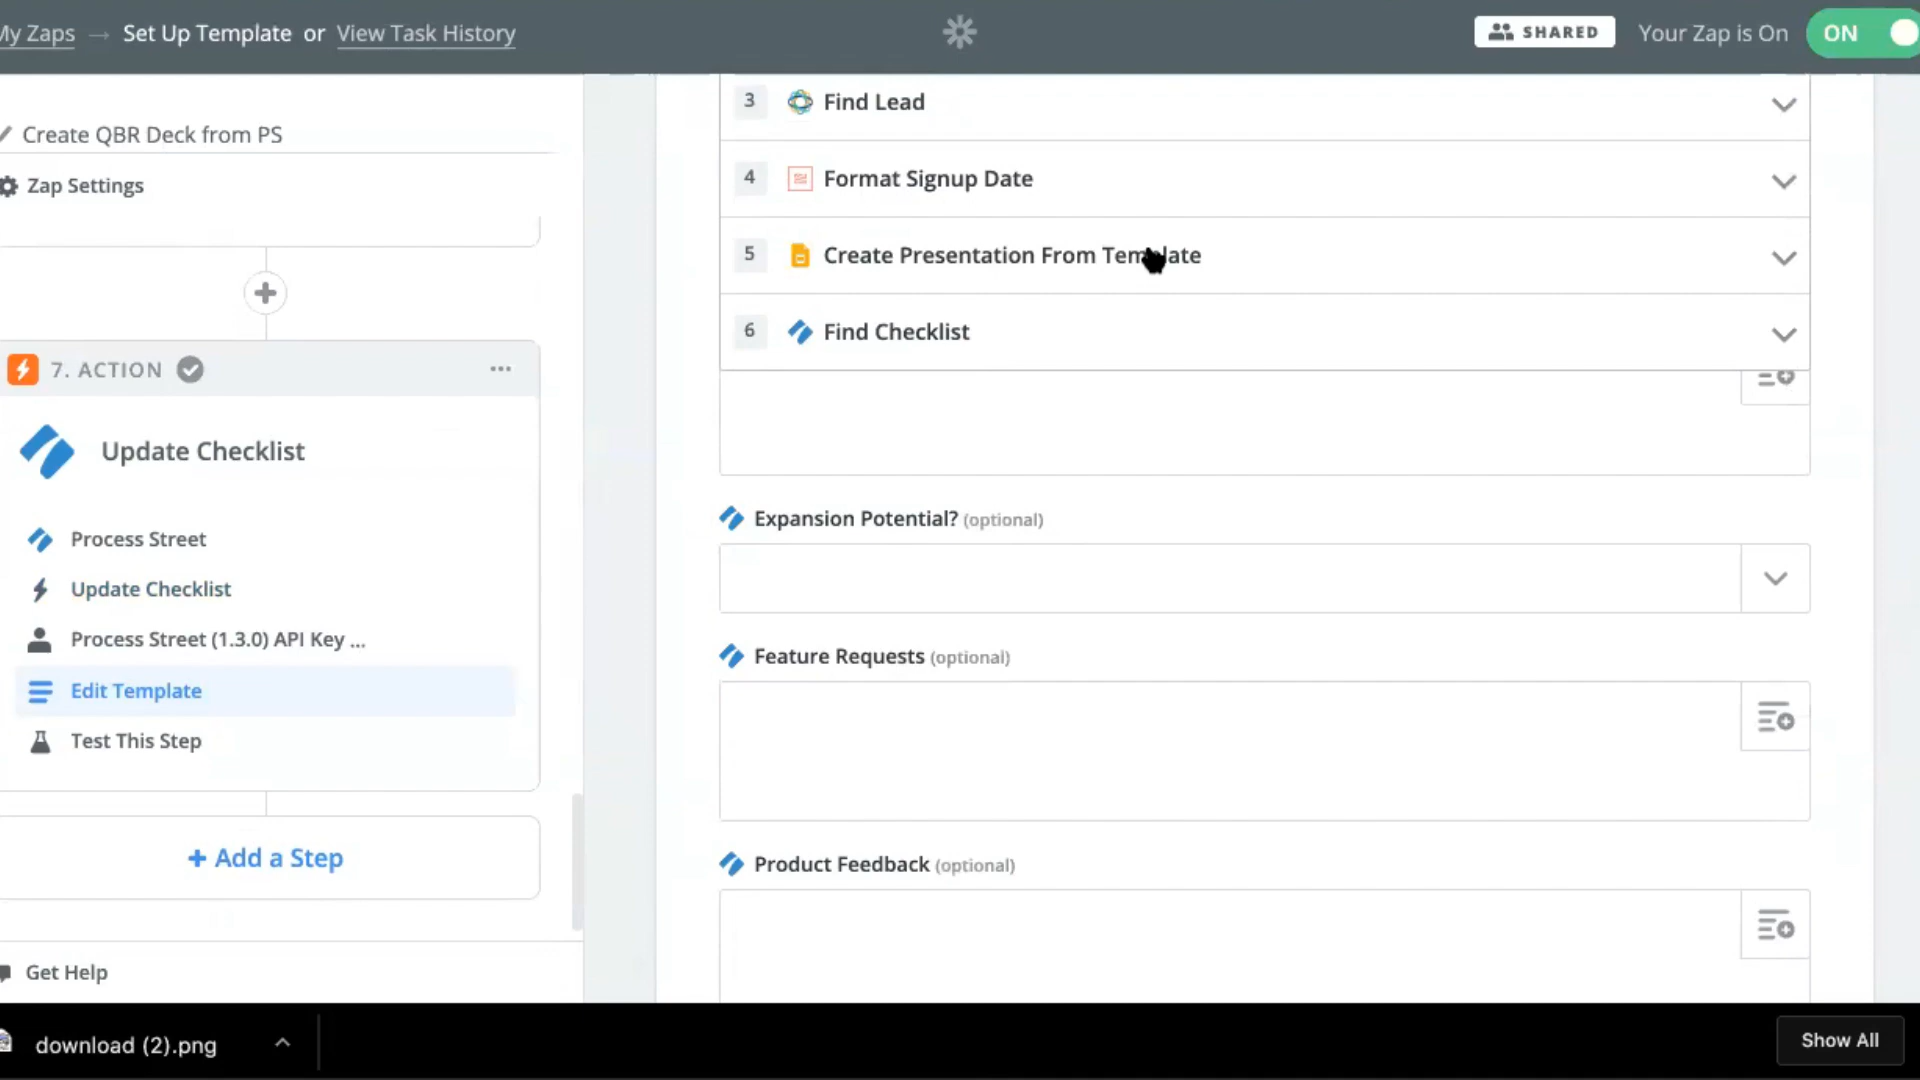 My Zaps → Set Up Template or View Task History
SHARED
Your Zap is On
ON
Create QBR Deck from PS
Zap Settings
7. ACTION
Update Checklist
Process Street
Update Checklist
Process Street (1.3.0) API Key ...
Edit Template
Test This Step
+ Add a Step
Get Help
3 Find Lead
4 Format Signup Date
5 Create Presentation From Template
6 Find Checklist
Expansion Potential? (optional)
Feature Requests (optional)
Product Feedback (optional)
download (2).png
Show All